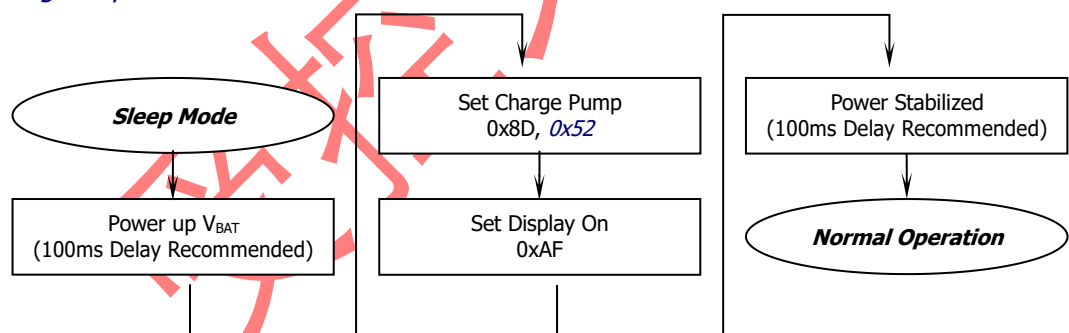 Sleep Mode
Power up VBAT
(100ms Delay Recommended)
Set Charge Pump
0x8D, 0x52
Set Display On
0xAF
Power Stabilized
(100ms Delay Recommended)
Normal Operation